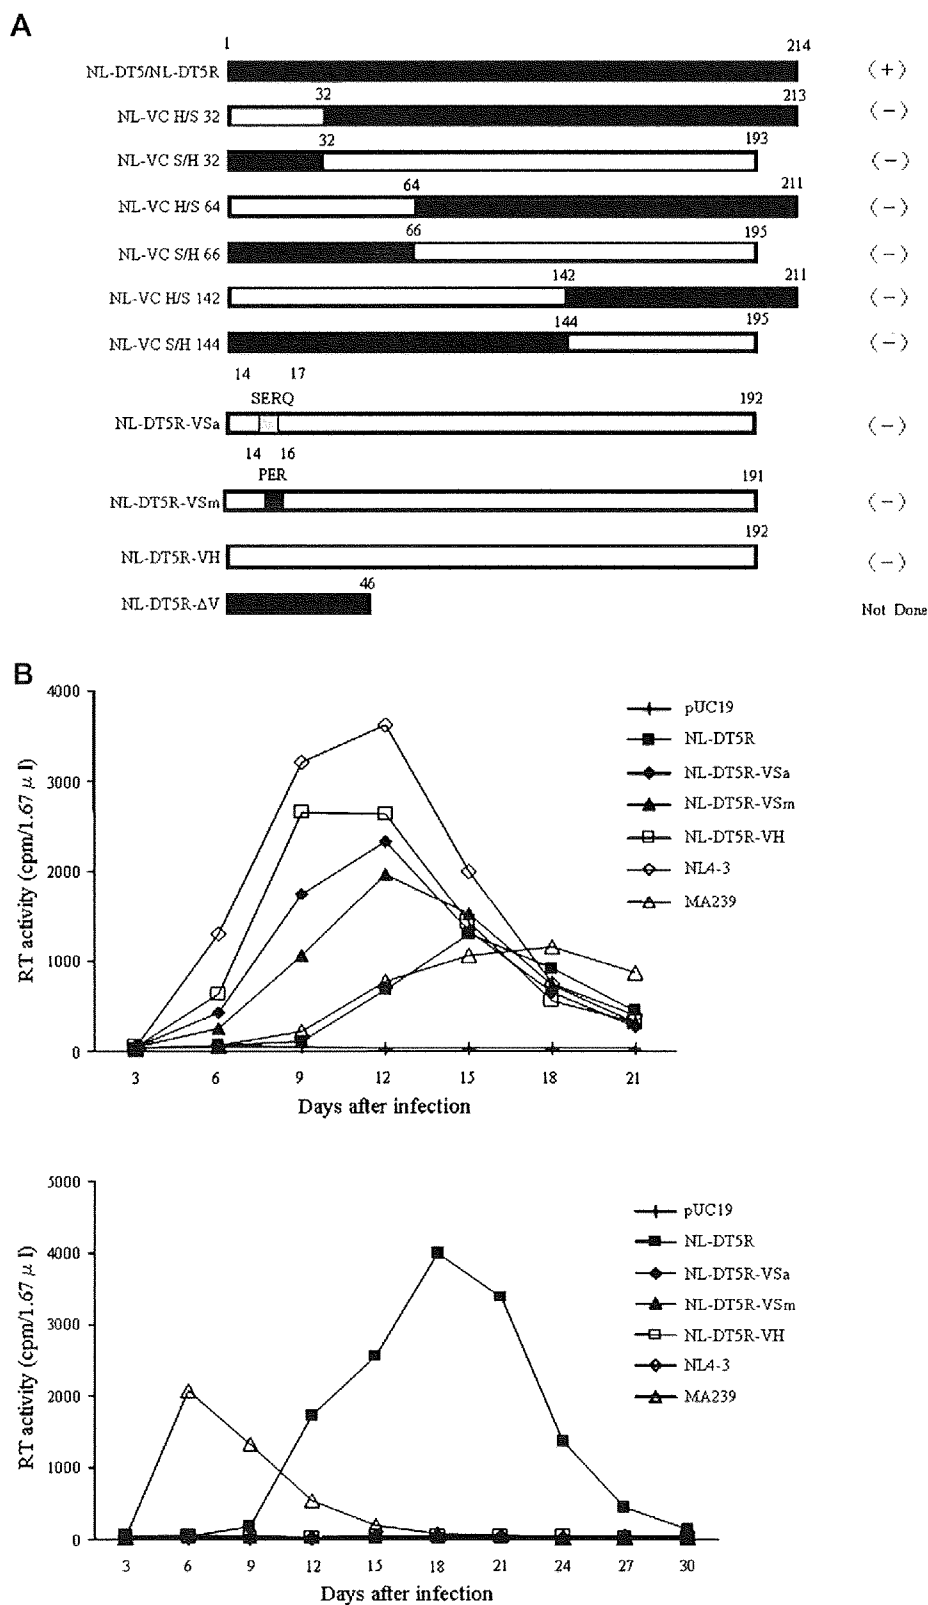 A
1 214
NL-DT5/NL-DT5R (+)
32 213
NL-VC H/S 32 (-)
32 193
NL-VC S/H 32 (-)
64 211
NL-VC H/S 64 (-)
66 195
NL-VC S/H 66 (-)
142 211
NL-VC H/S 142 (-)
144 195
NL-VC S/H 144 (-)
14 17
SERQ 192
NL-DT5R-VSa (-)
14 16
PER 191
NL-DT5R-VSm (-)
192
NL-DT5R-VH (-)
46
NL-DT5R-ΔV Not Done
B
4000
3000
2000
1000
0
RT activity (cpm/1.67 μl)
pUC19
NL-DT5R
NL-DT5R-VSa
NL-DT5R-VSm
NL-DT5R-VH
NL4-3
MA239
3 6 9 12 15 18 21
Days after infection
5000
4000
3000
2000
1000
0
RT activity (cpm/1.67 μl)
pUC19
NL-DT5R
NL-DT5R-VSa
NL-DT5R-VSm
NL-DT5R-VH
NL4-3
MA239
3 6 9 12 15 18 21 24 27 30
Days after infection